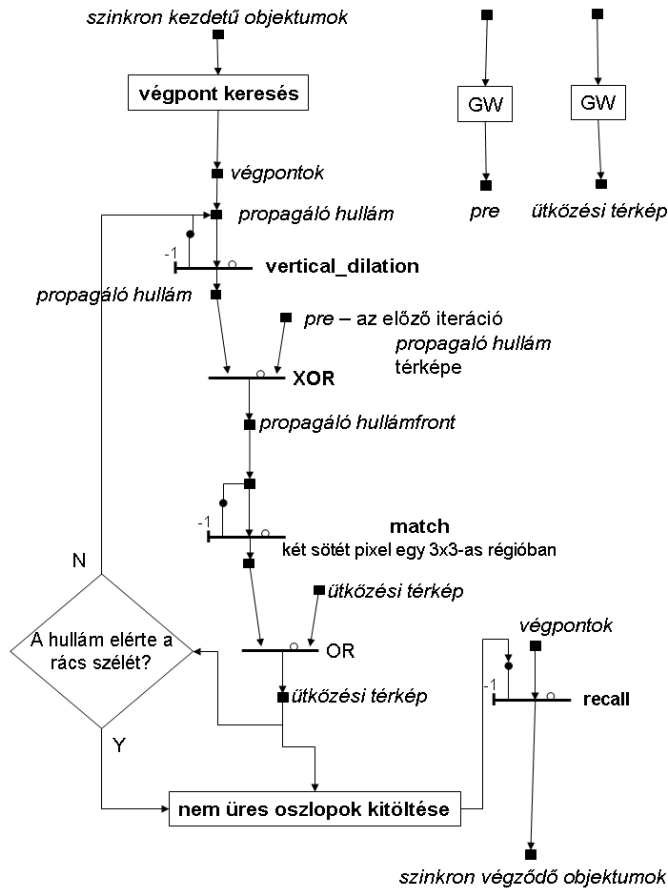 szinkron kezdetű objektumok
végpont keresés
GW
GW
végpontok
pre
ütközési térkép
propagáló hullám
-1
vertical_dilation
propagáló hullám
pre – az előző iteráció
propagaló hullám
térképe
XOR
propagáló hullámfront
-1
match
két sötét pixel egy 3x3-as régióban
N
ütközési térkép
A hullám elérte a
rács szélét?
OR
végpontok
-1
recall
ütközési térkép
Y
nem üres oszlopok kitöltése
szinkron végződő objektumok